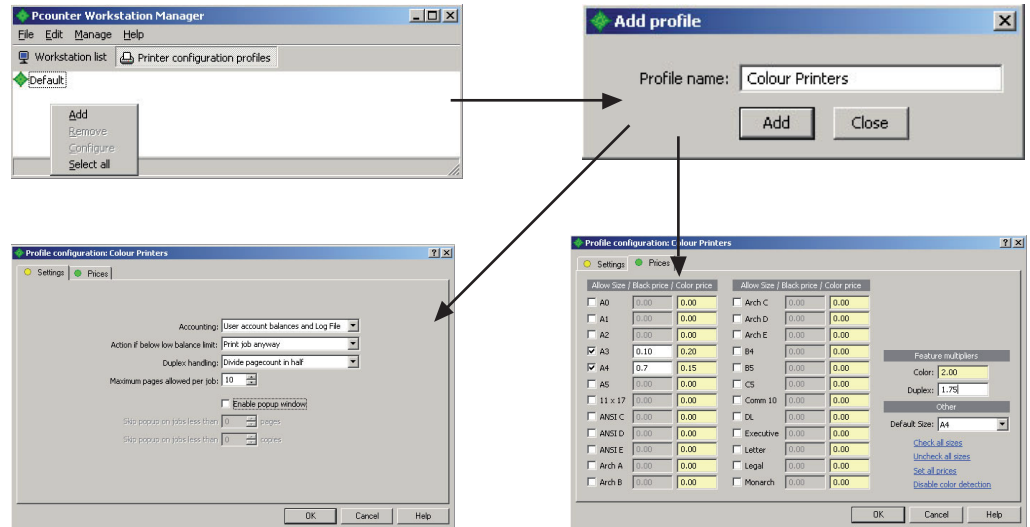 Pcounter Workstation Manager
File Edit Manage Help
Workstation list Printer configuration profiles
Default
Add
Remove
Configure
Select all
Add profile
Profile name: Colour Printers
Add Close
Profile configuration: Colour Printers
Settings Prices
Accounting: User account balances and Log File
Action if below low balance limit: Print job anyway
Duplex handling: Divide pagecount in half
Maximum pages allowed per job: 10
Enable popup window
Skip popup on jobs less than 0 pages
Skip popup on jobs less than 0 copies
OK Cancel Help
Profile configuration: Colour Printers
Settings Prices
Allow Size / Black price / Color price Allow Size / Black price / Color price
A0 0.00 0.00 Arch C 0.00 0.00
A1 0.00 0.00 Arch D 0.00 0.00
A2 0.00 0.00 Arch E 0.00 0.00
A3 0.10 0.20 B4 0.00 0.00
A4 0.7 0.15 B5 0.00 0.00
A5 0.00 0.00 C5 0.00 0.00
11 x 17 0.00 0.00 Comm 10 0.00 0.00
ANSI C 0.00 0.00 DL 0.00 0.00
ANSI D 0.00 0.00 Executive 0.00 0.00
ANSI E 0.00 0.00 Letter 0.00 0.00
Arch A 0.00 0.00 Legal 0.00 0.00
Arch B 0.00 0.00 Monarch 0.00 0.00
Feature multipliers
Color: 2.00
Duplex: 1.75
Other
Default Size: A4
Check all sizes
Uncheck all sizes
Set all prices
Disable color detection
OK Cancel Help